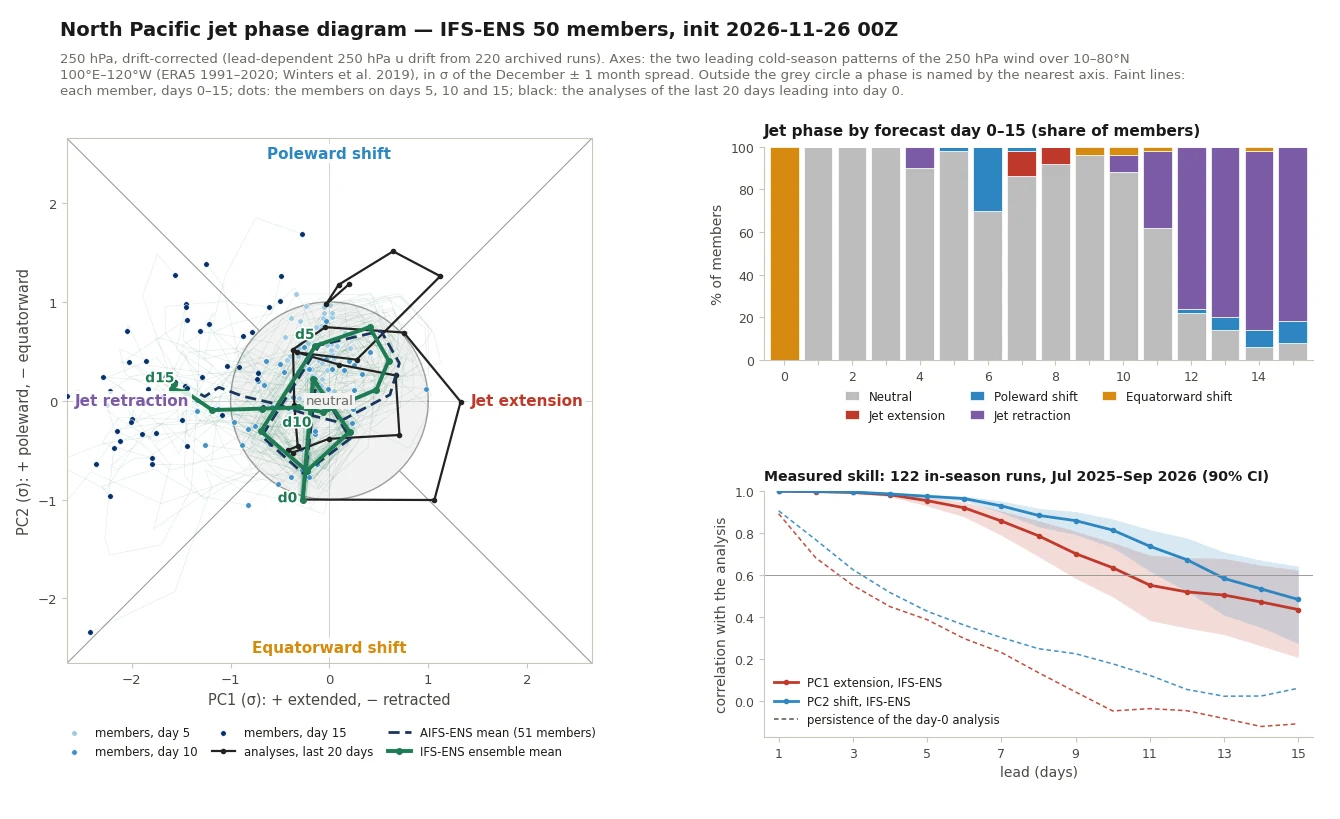 North Pacific jet phase diagram — IFS-ENS 50 members, init 2026-11-26 00Z
250 hPa, drift-corrected (lead-dependent 250 hPa u drift from 220 archived runs). Axes: the two leading cold-season patterns of the 250 hPa wind over 10–80°N
100°E–120°W (ERA5 1991–2020; Winters et al. 2019), in σ of the December ± 1 month spread. Outside the grey circle a phase is named by the nearest axis. Faint lines:
each member, days 0–15; dots: the members on days 5, 10 and 15; black: the analyses of the last 20 days leading into day 0.
Poleward shift
2
1
0
−1
−2
PC2 (σ): + poleward, − equatorward
d5
d15
Jet retraction
neutral
Jet extension
d10
d0
Equatorward shift
−2
−1
0
1
2
PC1 (σ): + extended, − retracted
members, day 5
members, day 10
members, day 15
analyses, last 20 days
AIFS-ENS mean (51 members)
IFS-ENS ensemble mean
Jet phase by forecast day 0–15 (share of members)
100
80
60
40
20
0
% of members
0
2
4
6
8
10
12
14
Neutral
Jet extension
Poleward shift
Jet retraction
Equatorward shift
Measured skill: 122 in-season runs, Jul 2025–Sep 2026 (90% CI)
1.0
0.8
0.6
0.4
0.2
0.0
correlation with the analysis
PC1 extension, IFS-ENS
PC2 shift, IFS-ENS
persistence of the day-0 analysis
1
3
5
7
9
11
13
15
lead (days)